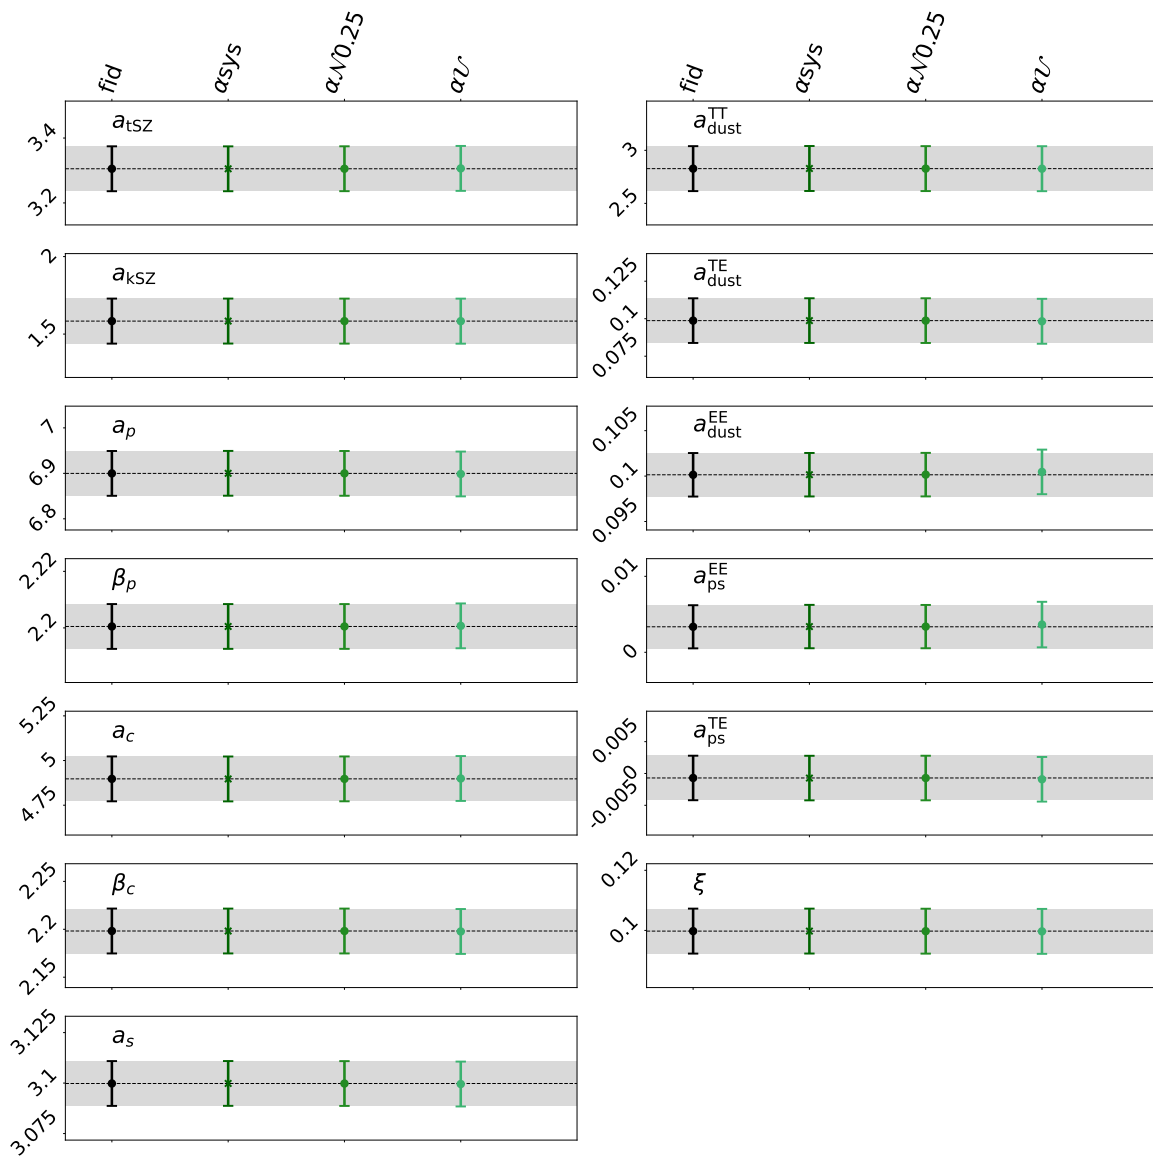 fid αsys α𝒩0.25 α𝒰
fid αsys α𝒩0.25 α𝒰
a_tSZ
3.4
3.2
a_dust^TT
3
2.5
a_kSZ
2
1.5
a_dust^TE
0.125
0.1
0.075
a_p
7
6.9
6.8
a_dust^EE
0.105
0.1
0.095
β_p
2.22
2.2
a_ps^EE
0.01
0
a_c
5.25
5
4.75
a_ps^TE
0.005
0
-0.005
β_c
2.25
2.2
2.15
ξ
0.12
0.1
a_s
3.125
3.1
3.075